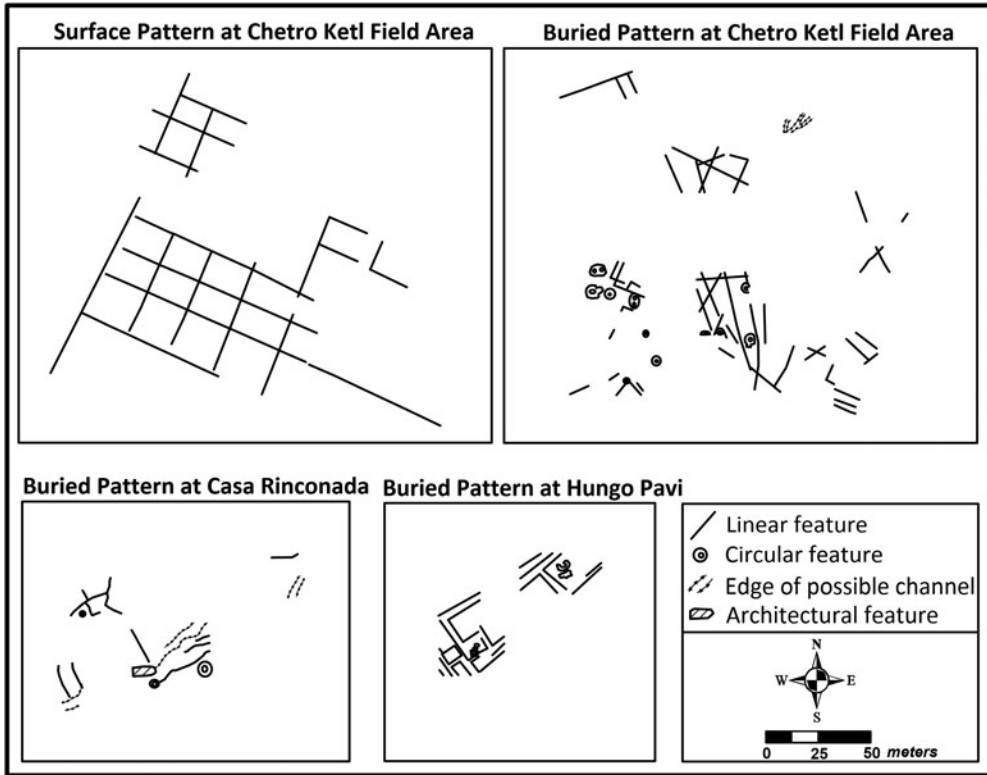 Surface Pattern at Chetro Ketl Field Area
Buried Pattern at Chetro Ketl Field Area
Buried Pattern at Casa Rinconada
Buried Pattern at Hungo Pavi
Linear feature
Circular feature
Edge of possible channel
Architectural feature
N
W E
S
0 25 50 meters